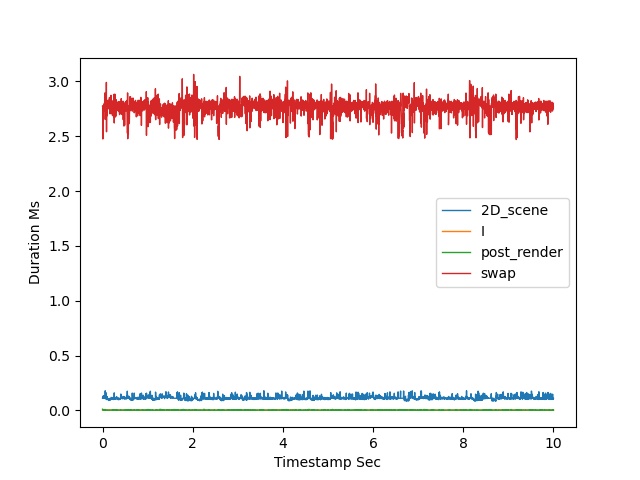 3.0
2.5
2.0
1.5
1.0
0.5
0.0
Duration Ms
2D_scene
I
post_render
swap
0 2 4 6 8 10
Timestamp Sec